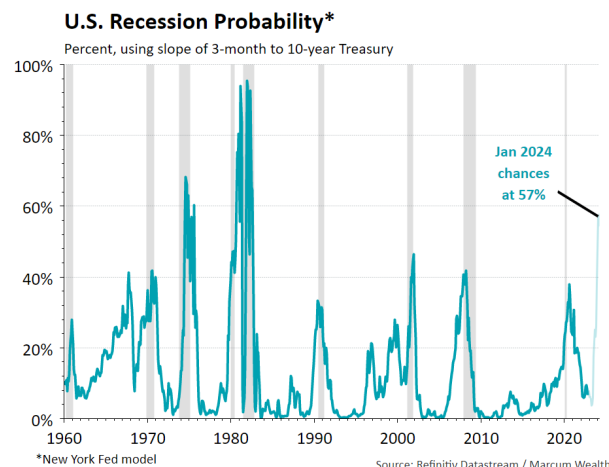 U.S. Recession Probability*
Percent, using slope of 3-month to 10-year Treasury
100%
80%
60%
40%
20%
0%
Jan 2024
chances
at 57%
1960 1970 1980 1990 2000 2010 2020
*New York Fed model
Source: Refinitiv Datastream / Marcum Wealth